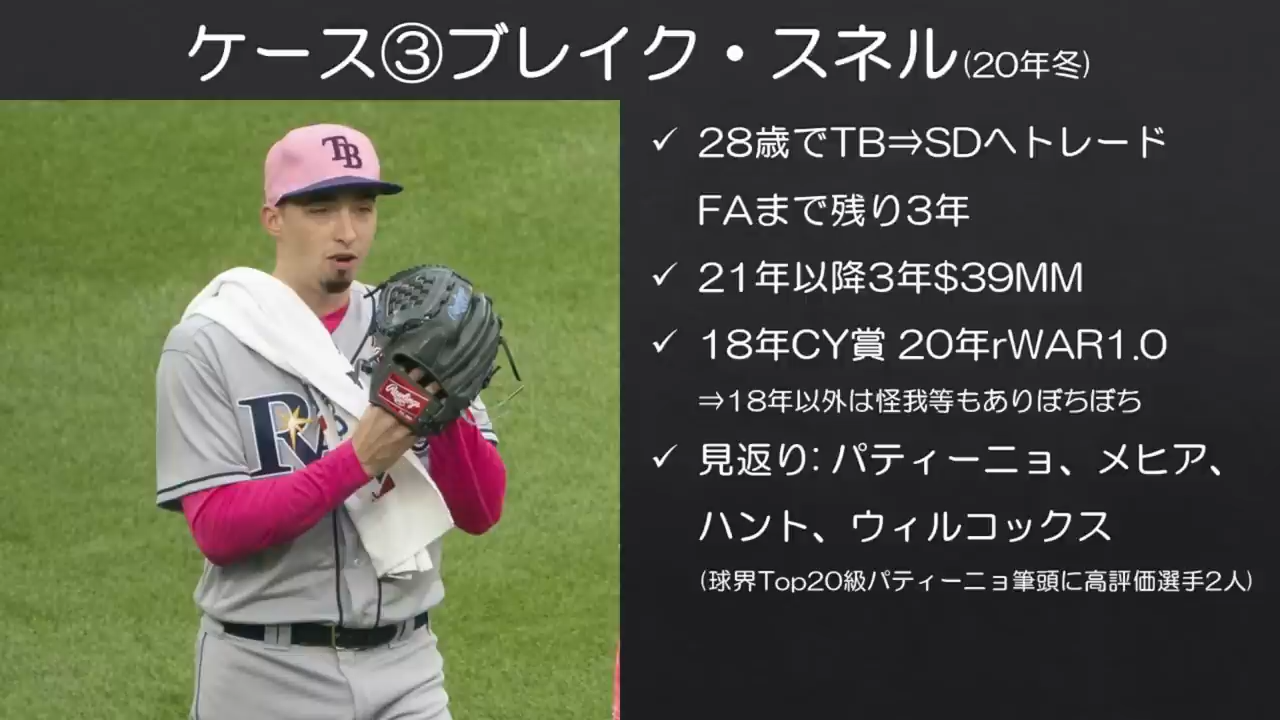 ケース③ブレイク・スネル(20年冬)
✓ 28歳でTB⇒SDへトレード
FAまで残り3年
✓ 21年以降3年$39MM
✓ 18年CY賞 20年rWAR1.0
⇒18年以外は怪我等もありぼちぼち
✓ 見返り: パティーニョ、メヒア、
ハント、ウィルコックス
(球界Top20級パティーニョ筆頭に高評価選手2人)
TB
Rawlings